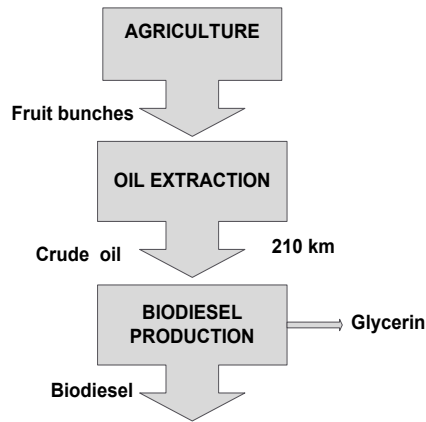 AGRICULTURE
Fruit bunches
OIL EXTRACTION
Crude oil
210 km
BIODIESEL
PRODUCTION
Glycerin
Biodiesel